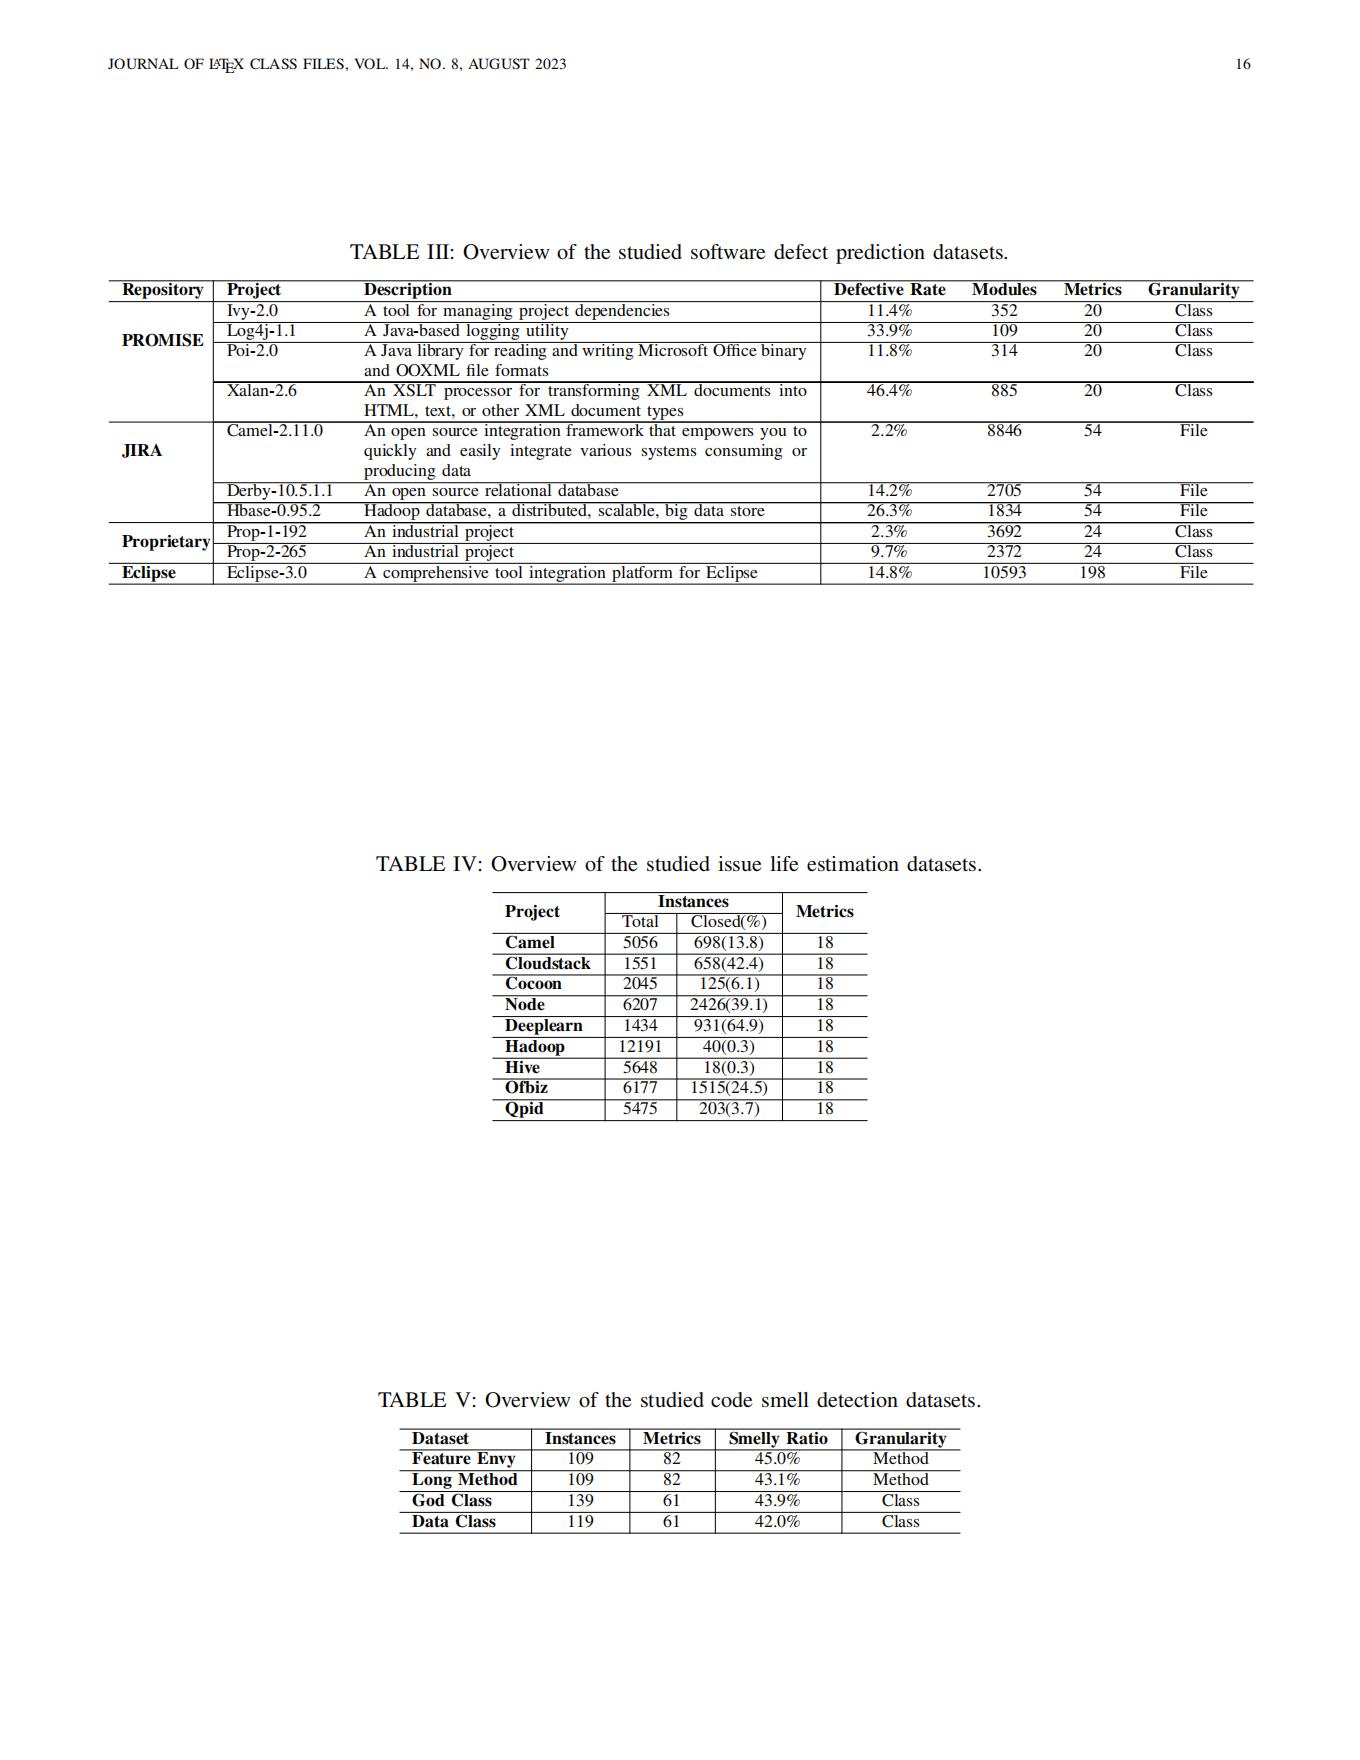 JOURNAL OF LATEX CLASS FILES, VOL. 14, NO. 8, AUGUST 2023 16
TABLE III: Overview of the studied software defect prediction datasets.
Repository Project Description Defective Rate Modules Metrics Granularity
PROMISE
Ivy-2.0 A tool for managing project dependencies 11.4% 352 20 Class
Log4j-1.1 A Java-based logging utility 33.9% 109 20 Class
Poi-2.0 A Java library for reading and writing Microsoft Office binary 11.8% 314 20 Class
and OOXML file formats
Xalan-2.6 An XSLT processor for transforming XML documents into 46.4% 885 20 Class
HTML, text, or other XML document types
JIRA
Camel-2.11.0 An open source integration framework that empowers you to 2.2% 8846 54 File
quickly and easily integrate various systems consuming or
producing data
Derby-10.5.1.1 An open source relational database 14.2% 2705 54 File
Hbase-0.95.2 Hadoop database, a distributed, scalable, big data store 26.3% 1834 54 File
Proprietary
Prop-1-192 An industrial project 2.3% 3692 24 Class
Prop-2-265 An industrial project 9.7% 2372 24 Class
Eclipse Eclipse-3.0 A comprehensive tool integration platform for Eclipse 14.8% 10593 198 File
TABLE IV: Overview of the studied issue life estimation datasets.
Project Instances Metrics
Total Closed(%)
Camel 5056 698(13.8) 18
Cloudstack 1551 658(42.4) 18
Cocoon 2045 125(6.1) 18
Node 6207 2426(39.1) 18
Deeplearn 1434 931(64.9) 18
Hadoop 12191 40(0.3) 18
Hive 5648 18(0.3) 18
Ofbiz 6177 1515(24.5) 18
Qpid 5475 203(3.7) 18
TABLE V: Overview of the studied code smell detection datasets.
Dataset Instances Metrics Smelly Ratio Granularity
Feature Envy 109 82 45.0% Method
Long Method 109 82 43.1% Method
God Class 139 61 43.9% Class
Data Class 119 61 42.0% Class